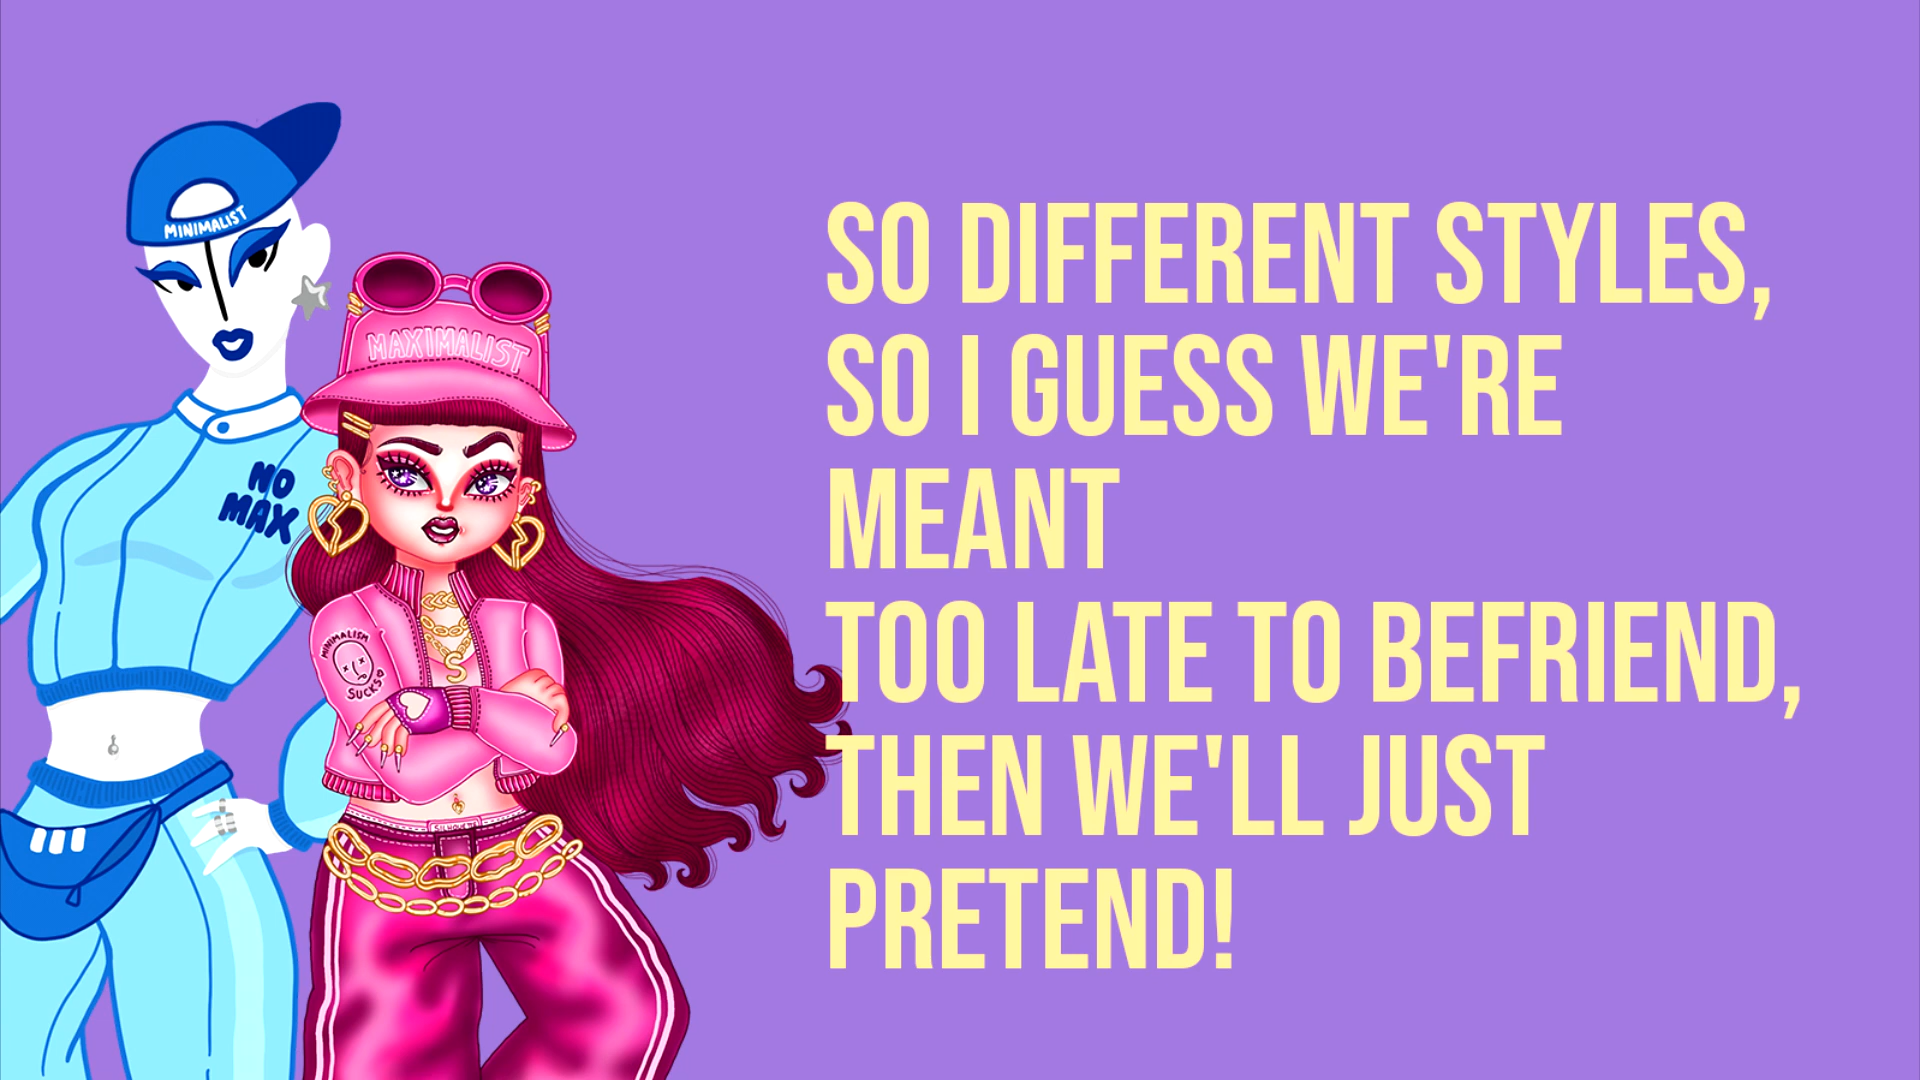 MINIMALIST
NO
MAX
MAXIMALIST
MINIMALISM
SUCKS
S
SO DIFFERENT STYLES,
SO I GUESS WE'RE
MEANT
TOO LATE TO BEFRIEND,
THEN WE'LL JUST
PRETEND!